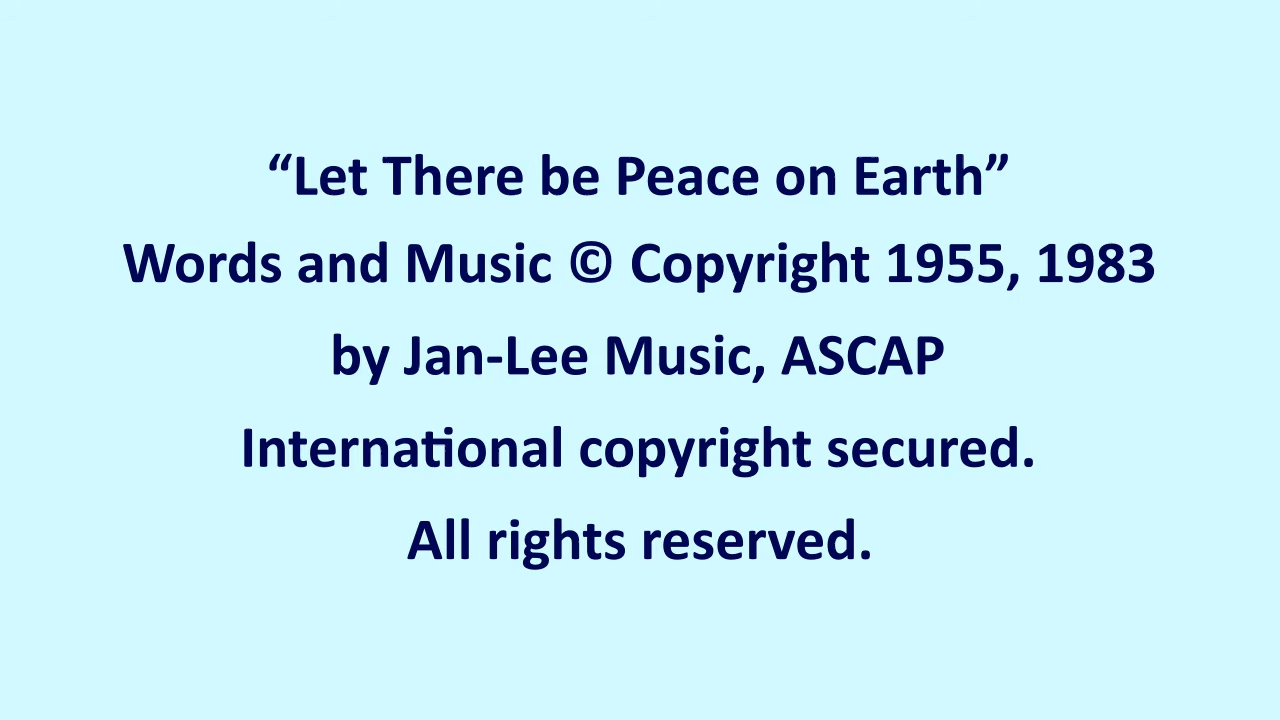 “Let There be Peace on Earth”
Words and Music © Copyright 1955, 1983
by Jan-Lee Music, ASCAP
International copyright secured.
All rights reserved.